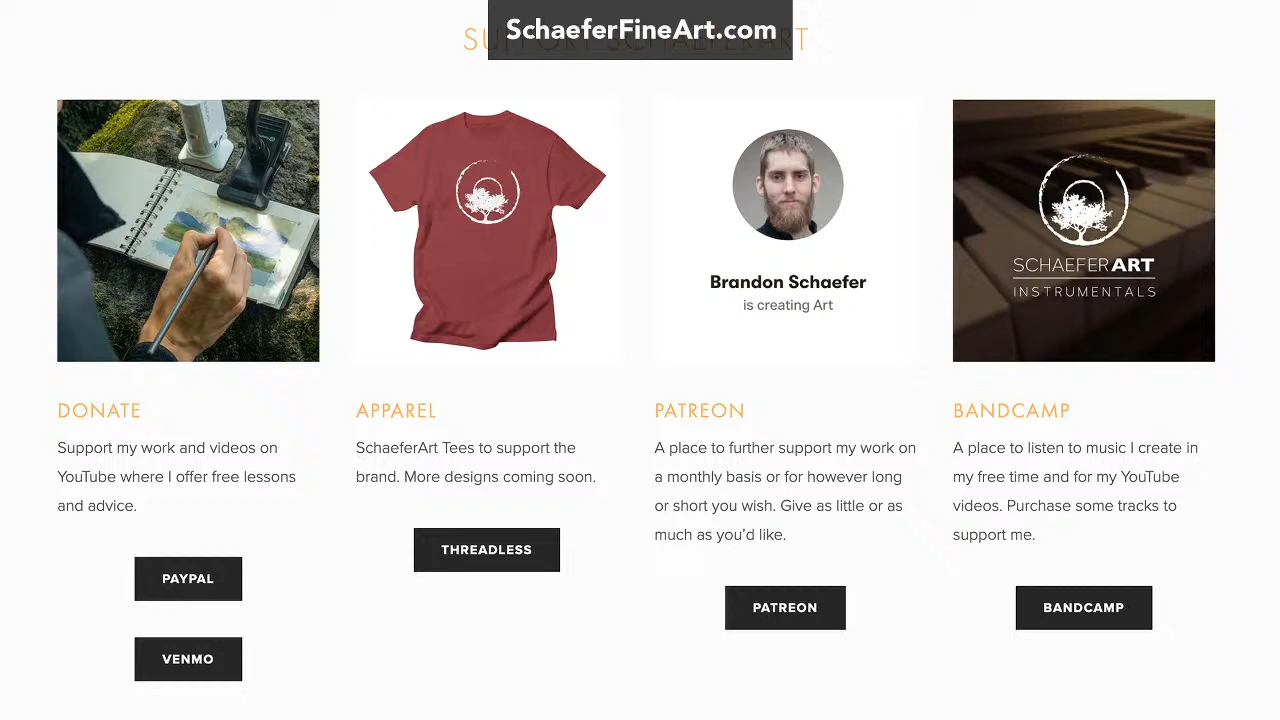 SchaeferFineArt.com
SUPPORT SCHAEFERART
Brandon Schaefer
is creating Art
SCHAEFERART
INSTRUMENTALS
DONATE
Support my work and videos on
YouTube where I offer free lessons
and advice.
PAYPAL
VENMO
APPAREL
SchaeferArt Tees to support the
brand. More designs coming soon.
THREADLESS
PATREON
A place to further support my work on
a monthly basis or for however long
or short you wish. Give as little or as
much as you’d like.
PATREON
BANDCAMP
A place to listen to music I create in
my free time and for my YouTube
videos. Purchase some tracks to
support me.
BANDCAMP